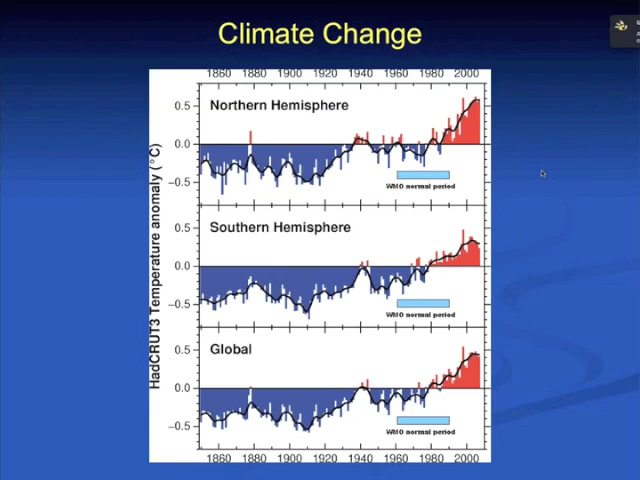 Climate Change
1860 1880 1900 1920 1940 1960 1980 2000
HadCRUT3 Temperature anomaly (°C)
Northern Hemisphere
0.5
0.0
−0.5
WMO normal period
Southern Hemisphere
0.5
0.0
−0.5
WMO normal period
Global
0.5
0.0
−0.5
WMO normal period
1860 1880 1900 1920 1940 1960 1980 2000